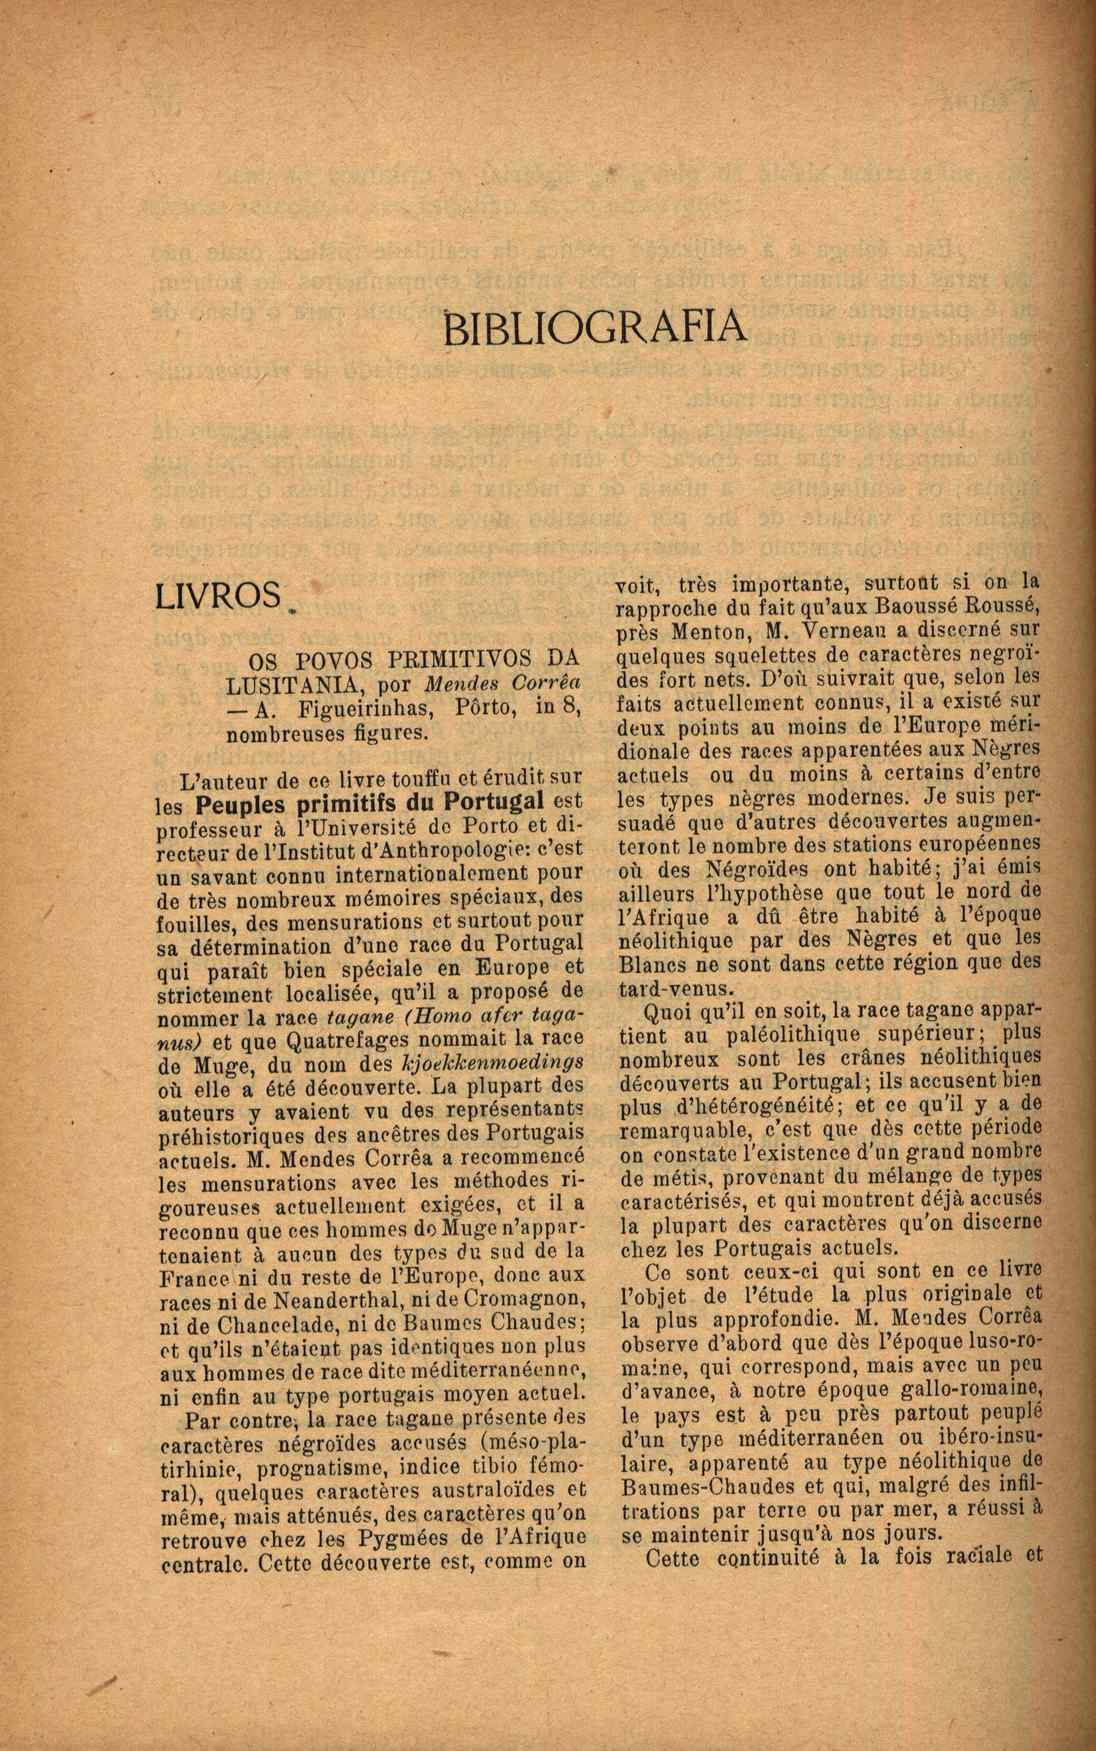 BIBLIOGRAFIA
LIVROS
OS POVOS PRIMITIVOS DA
LUSITANIA, por Mendes Corrêa
— A. Figueirinhas, Pôrto, in 8,
nombreuses figures.
L'auteur de ce livre touffu et érudit sur
les Peuples primitifs du Portugal est
professeur à l'Université de Porto et di-
recteur de l'Institut d'Anthropologie: c'est
un savant connu internationalement pour
de très nombreux mémoires spéciaux, des
fouilles, des mensurations et surtout pour
sa détermination d'une race du Portugal
qui paraît bien spéciale en Europe et
strictement localisée, qu'il a proposé de
nommer la race tagane (Homo afer taga-
nus) et que Quatrefages nommait la race
de Muge, du nom des kjoekkenmoedings
où elle a été découverte. La plupart des
auteurs y avaient vu des représentants
préhistoriques des ancêtres des Portugais
actuels. M. Mendes Corrêa a recommencé
les mensurations avec les méthodes ri-
goureuses actuellement exigées, et il a
reconnu que ces hommes de Muge n'appar-
tenaient à aucun des types du sud de la
France ni du reste de l'Europe, donc aux
races ni de Neanderthal, ni de Cromagnon,
ni de Chancelade, ni de Baumes Chaudes;
et qu'ils n'étaient pas identiques non plus
aux hommes de race dite méditerranéenne,
ni enfin au type portugais moyen actuel.
Par contre, la race tagane présente des
caractères négroïdes accusés (méso-pla-
tirhinie, prognatisme, indice tibio fémo-
ral), quelques caractères australoïdes et
même, mais atténués, des caractères qu'on
retrouve chez les Pygmées de l'Afrique
centrale. Cette découverte est, comme on
voit, très importante, surtout si on la
rapproche du fait qu'aux Baoussé Roussé,
près Menton, M. Verneau a discerné sur
quelques squelettes de caractères negroï-
des fort nets. D'où suivrait que, selon les
faits actuellement connus, il a existé sur
deux points au moins de l'Europe méri-
dionale des races apparentées aux Nègres
actuels ou du moins à certains d'entre
les types nègres modernes. Je suis per-
suadé que d'autres découvertes augmen-
teront le nombre des stations européennes
où des Négroïdes ont habité; j'ai émis
ailleurs l'hypothèse que tout le nord de
l'Afrique a dû être habité à l'époque
néolithique par des Nègres et que les
Blancs ne sont dans cette région que des
tard-venus.
Quoi qu'il en soit, la race tagane appar-
tient au paléolithique supérieur; plus
nombreux sont les crânes néolithiques
découverts au Portugal; ils accusent bien
plus d'hétérogénéité; et ce qu'il y a de
remarquable, c'est que dès cette période
on constate l'existence d'un grand nombre
de métis, provenant du mélange de types
caractérisés, et qui montrent déjà accusés
la plupart des caractères qu'on discerne
chez les Portugais actuels.
Ce sont ceux-ci qui sont en ce livre
l'objet de l'étude la plus originale et
la plus approfondie. M. Mendes Corrêa
observe d'abord que dès l'époque luso-ro-
maine, qui correspond, mais avec un peu
d'avance, à notre époque gallo-romaine,
le pays est à peu près partout peuplé
d'un type méditerranéen ou ibéro-insu-
laire, apparenté au type néolithique de
Baumes-Chaudes et qui, malgré des infil-
trations par terre ou par mer, a réussi à
se maintenir jusqu'à nos jours.
Cette continuité à la fois raciale et